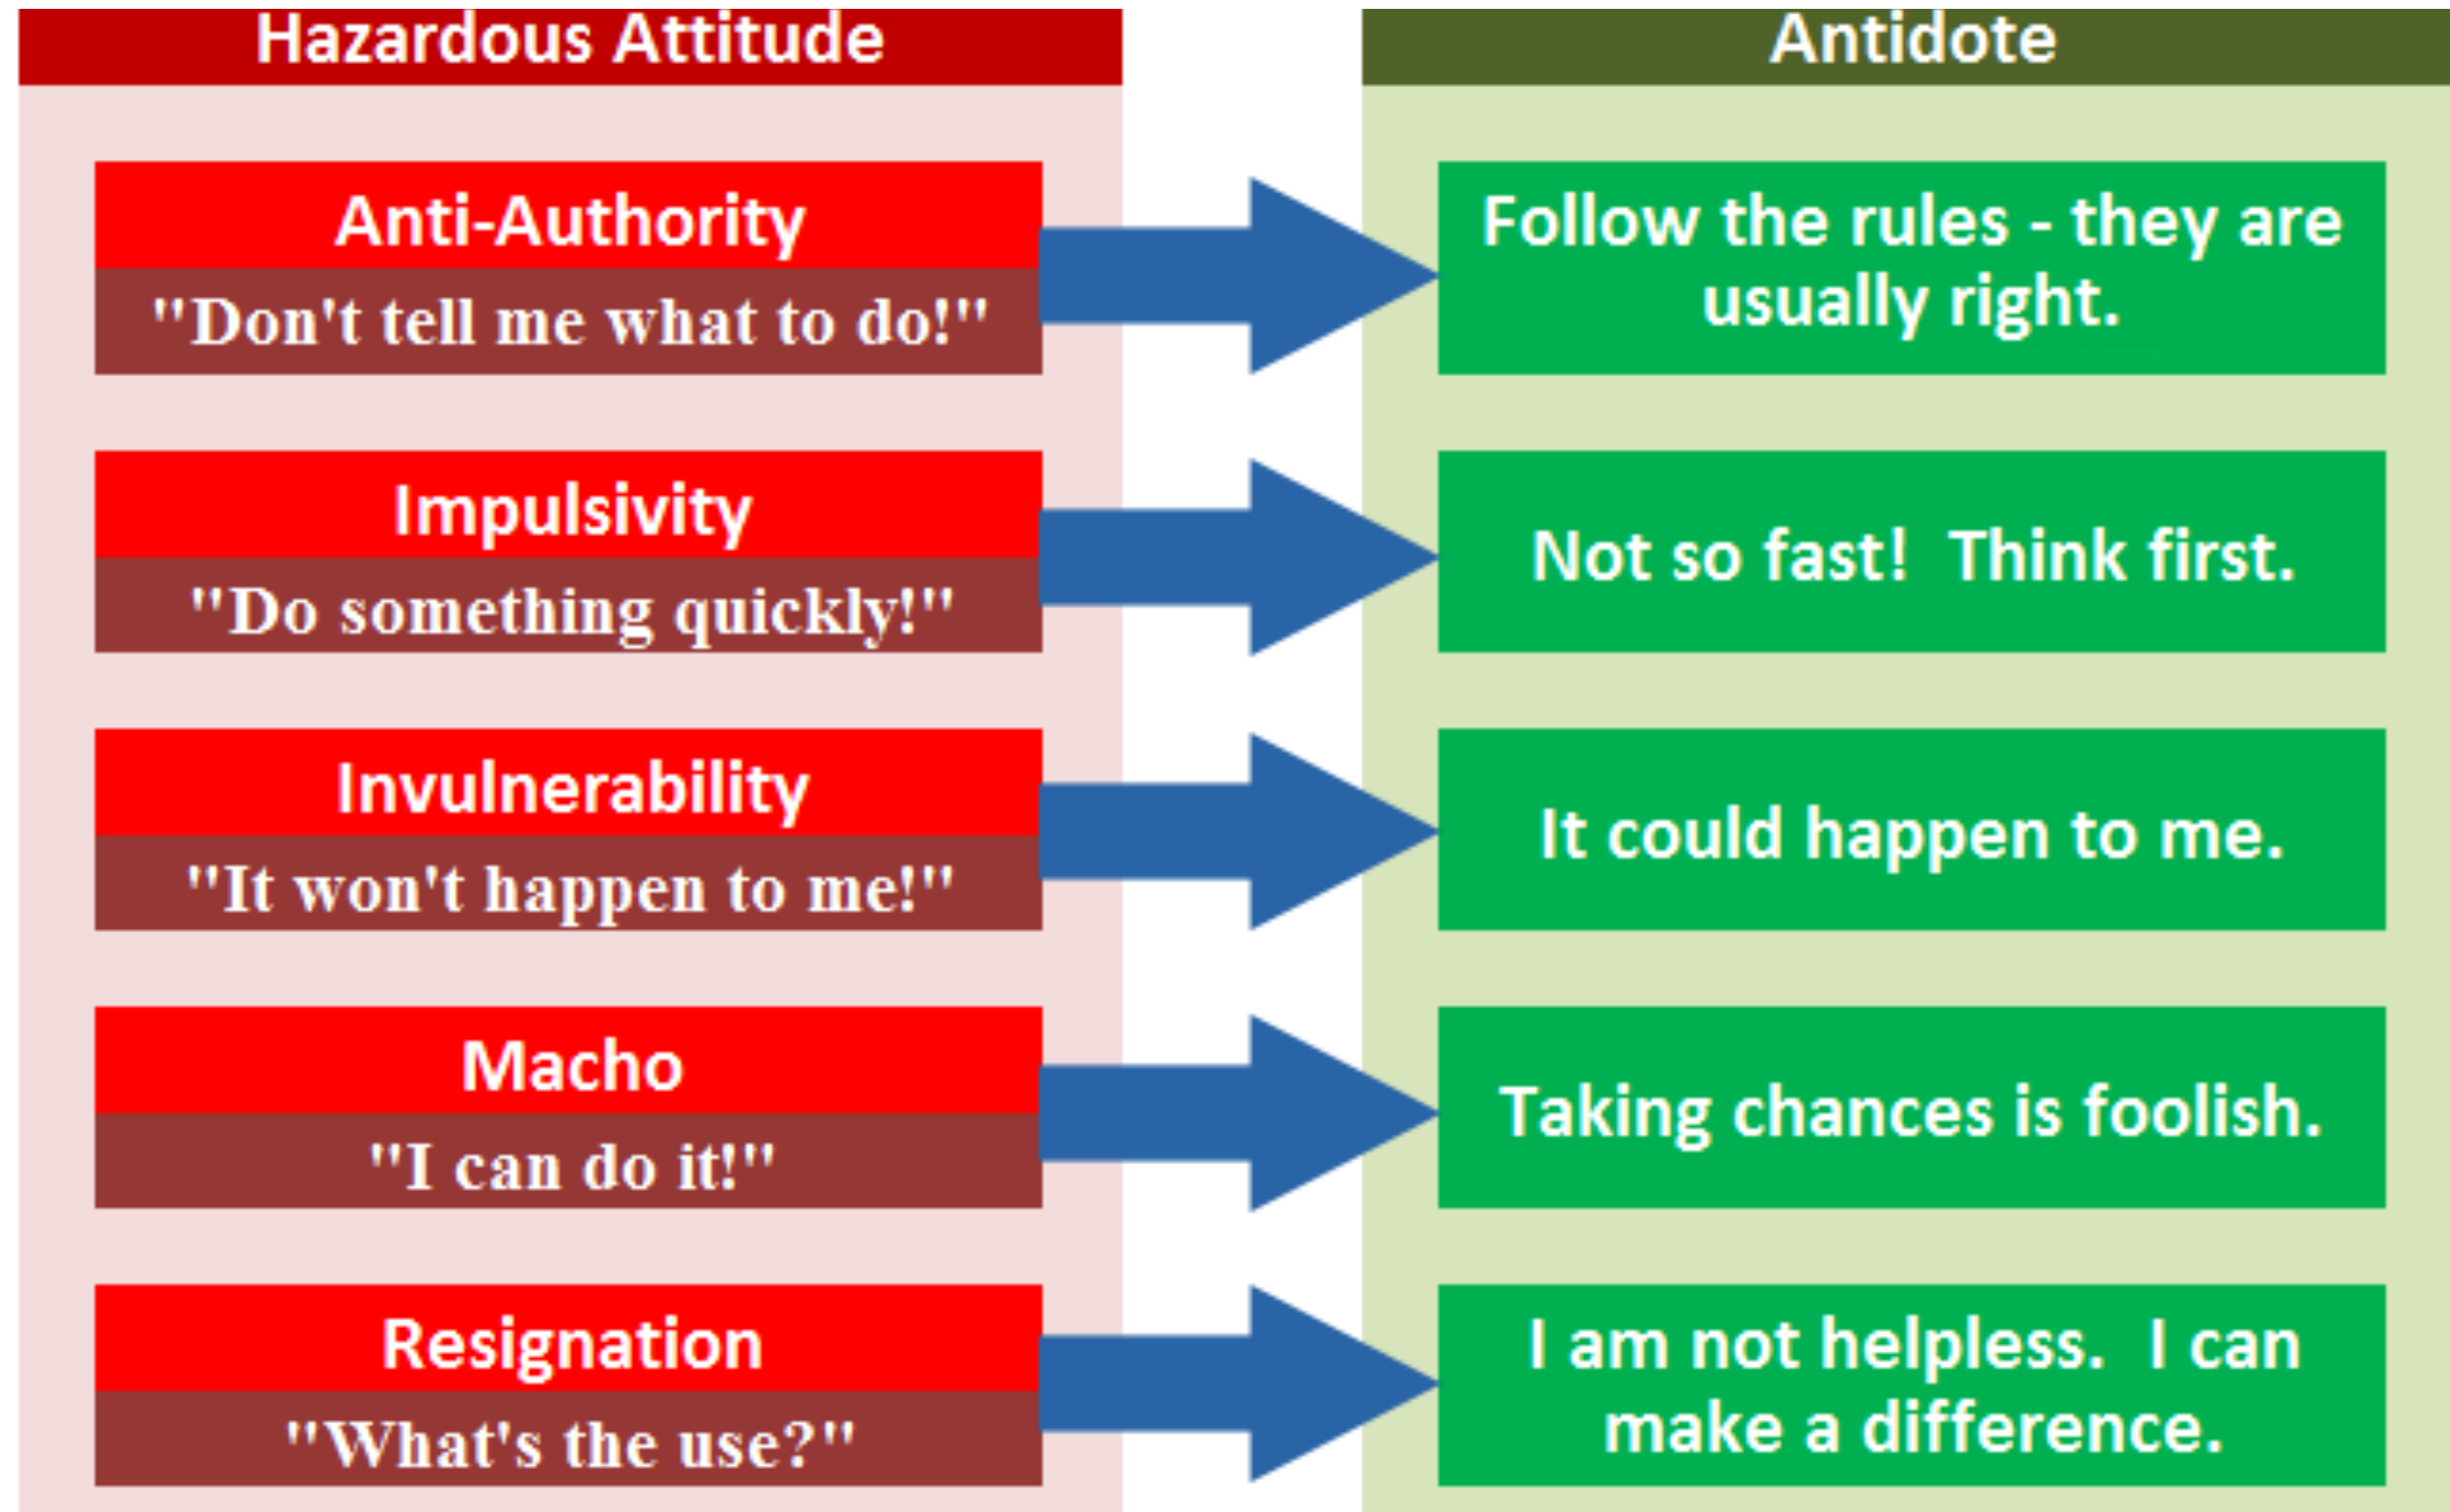 Hazardous Attitude
Antidote
Anti-Authority
"Don't tell me what to do!"
Follow the rules - they are
usually right.
Impulsivity
"Do something quickly!"
Not so fast!  Think first.
Invulnerability
"It won't happen to me!"
It could happen to me.
Macho
"I can do it!"
Taking chances is foolish.
Resignation
"What's the use?"
I am not helpless.  I can
make a difference.